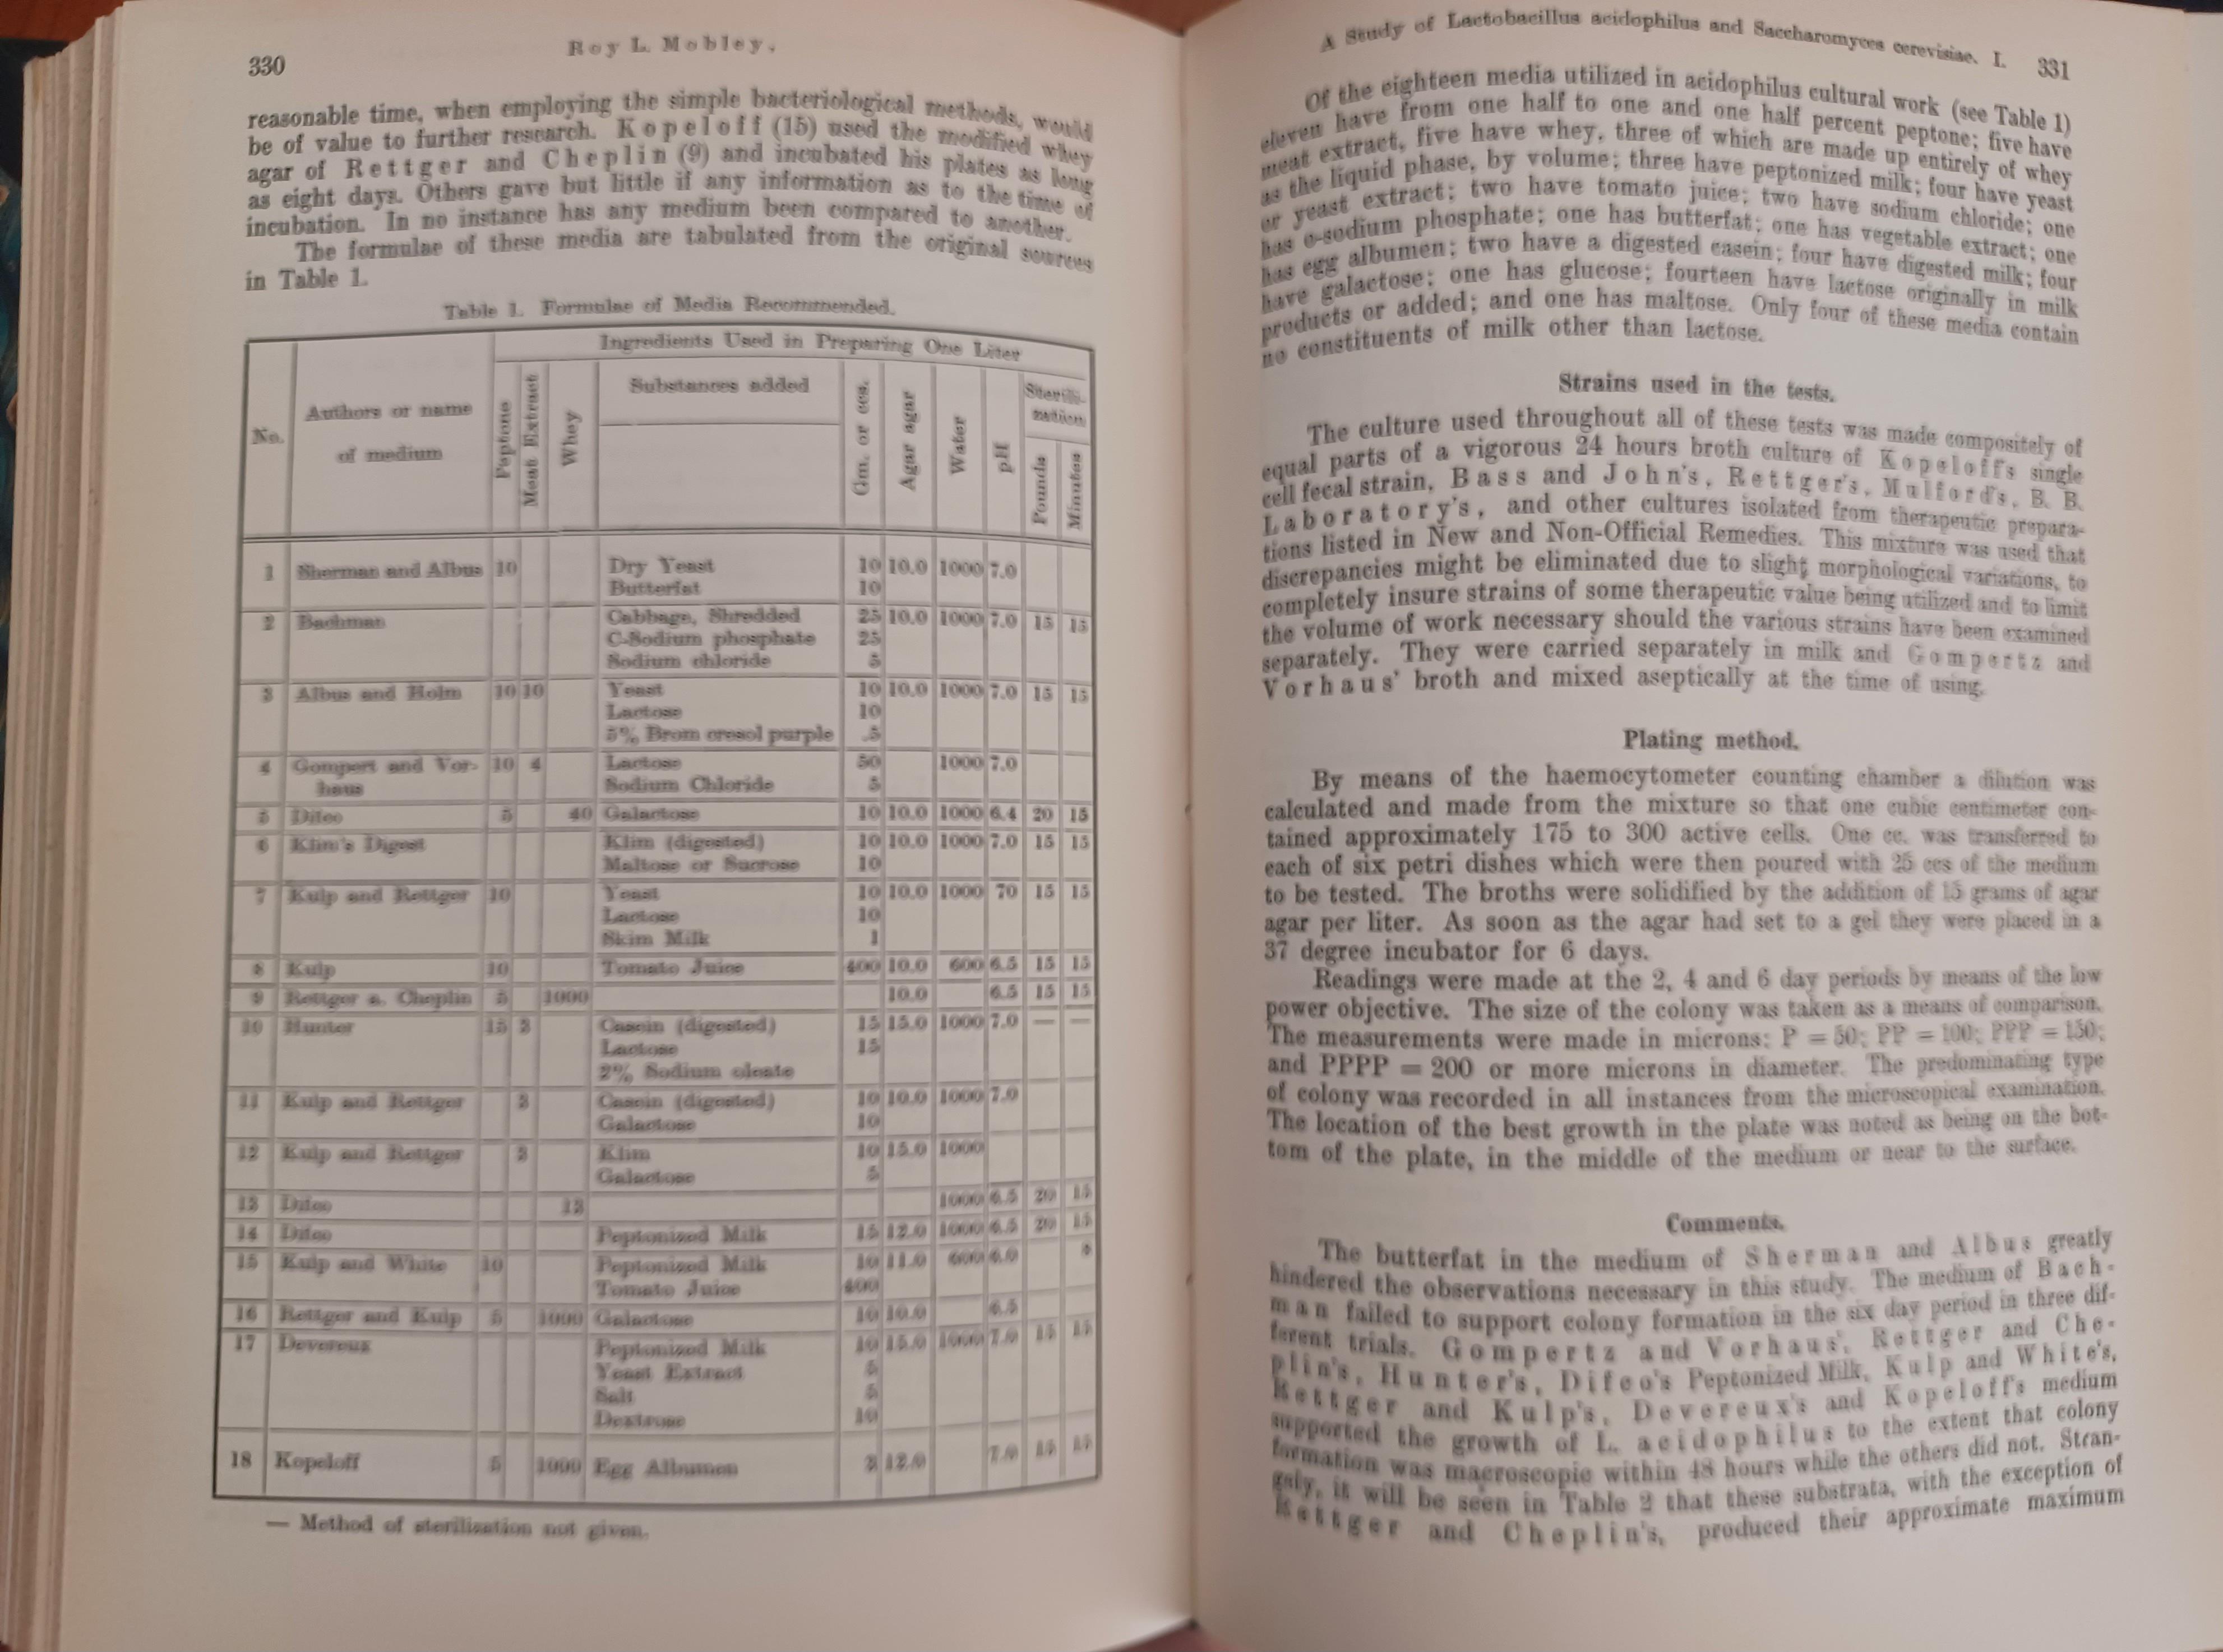 330
Roy L. Mobley.
reasonable time, when employing the simple bacteriological methods, would
be of value to further research. Kopeloff (15) used the modified whey
agar of Rettger and Cheplin (9) and incubated his plates as long
as eight days. Others gave but little if any information as to the time of
incubation. In no instance has any medium been compared to another.
The formulae of these media are tabulated from the original sources
in Table 1.
Table 1. Formulae of Media Recommended.
Ingredients Used in Preparing One Liter
No.
Authors or name
of medium
Peptone
Meat Extract
Whey
Substances added
Gm. or ccs.
Agar agar
Water
pH
Sterili-
zation
Pounds
Minutes
1 Sherman and Albus 10 Dry Yeast 10 10.0 1000 7.0
Butterfat 10
2 Bachman Cabbage, Shredded 25 10.0 1000 7.0 15 15
C-Sodium phosphate 25
Sodium chloride 5
3 Albus and Holm 10 10 Yeast 10 10.0 1000 7.0 15 15
Lactose 10
5% Brom cresol purple .5
4 Gompert and Vor- 10 4 Lactose 50 1000 7.0
haus Sodium Chloride 5
5 Difco 5 40 Galactose 10 10.0 1000 6.4 20 15
6 Klim's Digest Klim (digested) 10 10.0 1000 7.0 15 15
Maltose or Sucrose 10
7 Kulp and Rettger 10 Yeast 10 10.0 1000 70 15 15
Lactose 10
Skim Milk 1
8 Kulp 10 Tomato Juice 400 10.0 600 6.5 15 15
9 Rettger a. Cheplin 5 1000 10.0 6.5 15 15
10 Hunter 15 3 Casein (digested) 15 15.0 1000 7.0 — —
Lactose 15
2% Sodium oleate
11 Kulp and Rettger 3 Casein (digested) 10 10.0 1000 7.0
Galactose 10
12 Kulp and Rettger 3 Klim 10 15.0 1000
Galactose 5
13 Difco 13 1000 6.5 20 15
14 Difco Peptonized Milk 15 12.0 1000 6.5 20 15
15 Kulp and White 10 Peptonized Milk 10 11.0 600 6.0
Tomato Juice 400
16 Rettger and Kulp 5 1000 Galactose 10 10.0 6.5
17 Devereux Peptonized Milk 10 15.0 1000 7.0 15 15
Yeast Extract 5
Salt 5
Dextrose 10
18 Kopeloff 5 1000 Egg Albumen 12.0 7.0 15 15
— Method of sterilization not given.
A Study of Lactobacillus acidophilus and Saccharomyces cerevisiae. I. 331
Of the eighteen media utilized in acidophilus cultural work (see Table 1)
eleven have from one half to one and one half percent peptone; five have
meat extract, five have whey, three of which are made up entirely of whey
as the liquid phase, by volume; three have peptonized milk; four have yeast
or yeast extract; two have tomato juice; two have sodium chloride; one
has o-sodium phosphate; one has butterfat; one has vegetable extract; one
has egg albumen; two have a digested casein; four have digested milk; four
have galactose; one has glucose; fourteen have lactose originally in milk
products or added; and one has maltose. Only four of these media contain
no constituents of milk other than lactose.
Strains used in the tests.
The culture used throughout all of these tests was made compositely of
equal parts of a vigorous 24 hours broth culture of Kopeloff's single
cell fecal strain, Bass and John's, Rettger's, Mulford's, B. B.
Laboratory's, and other cultures isolated from therapeutic prepara-
tions listed in New and Non-Official Remedies. This mixture was used that
discrepancies might be eliminated due to slight morphological variations, to
completely insure strains of some therapeutic value being utilized and to limit
the volume of work necessary should the various strains have been examined
separately. They were carried separately in milk and Gompertz and
Vorhaus' broth and mixed aseptically at the time of using.
Plating method.
By means of the haemocytometer counting chamber a dilution was
calculated and made from the mixture so that one cubic centimeter con-
tained approximately 175 to 300 active cells. One cc. was transferred to
each of six petri dishes which were then poured with 25 ccs of the medium
to be tested. The broths were solidified by the addition of 15 grams of agar
agar per liter. As soon as the agar had set to a gel they were placed in a
37 degree incubator for 6 days.
Readings were made at the 2, 4 and 6 day periods by means of the low
power objective. The size of the colony was taken as a means of comparison.
The measurements were made in microns: P = 50; PP = 100; PPP = 150;
and PPPP = 200 or more microns in diameter. The predominating type
of colony was recorded in all instances from the microscopical examination.
The location of the best growth in the plate was noted as being on the bot-
tom of the plate, in the middle of the medium or near to the surface.
Comments.
The butterfat in the medium of Sherman and Albus greatly
hindered the observations necessary in this study. The medium of Bach-
man failed to support colony formation in the six day period in three dif-
ferent trials. Gompertz and Vorhaus', Rettger and Che-
plin's, Hunter's, Difco's Peptonized Milk, Kulp and White's,
Rettger and Kulp's, Devereux's and Kopeloff's medium
supported the growth of L. acidophilus to the extent that colony
formation was macroscopic within 48 hours while the others did not. Stran-
gely, it will be seen in Table 2 that these substrata, with the exception of
Rettger and Cheplin's, produced their approximate maximum